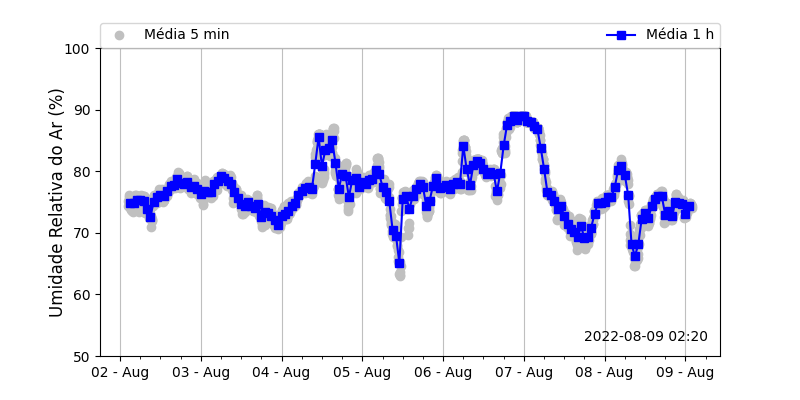 Média 5 min
Média 1 h
Umidade Relativa do Ar (%)
100
90
80
70
60
50
2022-08-09 02:20
02 - Aug
03 - Aug
04 - Aug
05 - Aug
06 - Aug
07 - Aug
08 - Aug
09 - Aug